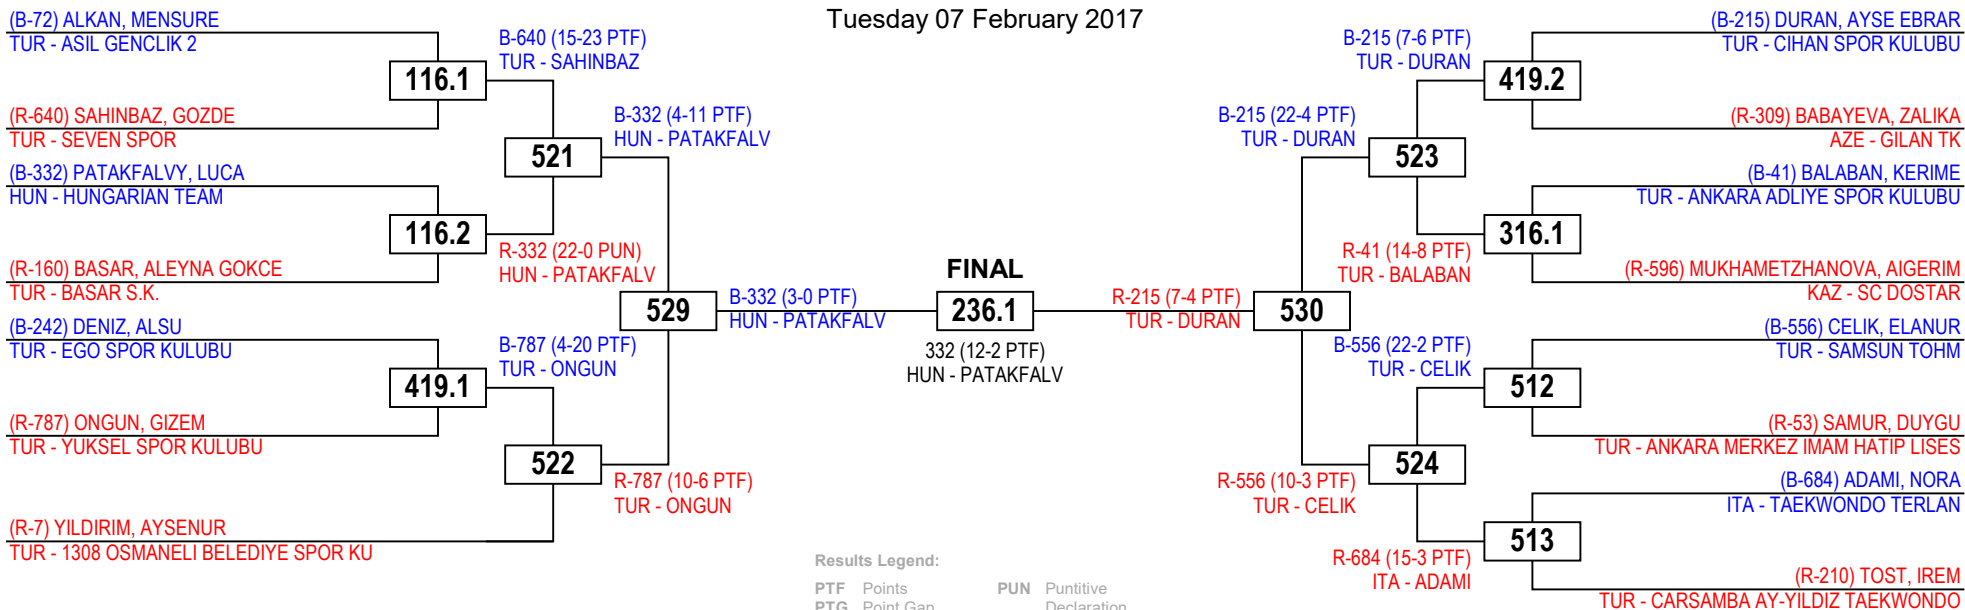 Tuesday 07 February 2017
(B-72) ALKAN, MENSURE
TUR - ASIL GENCLIK 2
116.1
(R-640) SAHINBAZ, GOZDE
TUR - SEVEN SPOR
B-640 (15-23 PTF)
TUR - SAHINBAZ
521
B-332 (4-11 PTF)
HUN - PATAKFALV
(B-332) PATAKFALVY, LUCA
HUN - HUNGARIAN TEAM
116.2
R-332 (22-0 PUN)
HUN - PATAKFALV
(R-160) BASAR, ALEYNA GOKCE
TUR - BASAR S.K.
529
B-332 (3-0 PTF)
HUN - PATAKFALV
(B-242) DENIZ, ALSU
TUR - EGO SPOR KULUBU
419.1
B-787 (4-20 PTF)
TUR - ONGUN
(R-787) ONGUN, GIZEM
TUR - YUKSEL SPOR KULUBU
522
R-787 (10-6 PTF)
TUR - ONGUN
(R-7) YILDIRIM, AYSENUR
TUR - 1308 OSMANELI BELEDIYE SPOR KU
FINAL
236.1
332 (12-2 PTF)
HUN - PATAKFALV
(B-215) DURAN, AYSE EBRAR
TUR - CIHAN SPOR KULUBU
B-215 (7-6 PTF)
TUR - DURAN
419.2
(R-309) BABAYEVA, ZALIKA
AZE - GILAN TK
B-215 (22-4 PTF)
TUR - DURAN
523
(B-41) BALABAN, KERIME
TUR - ANKARA ADLIYE SPOR KULUBU
316.1
R-41 (14-8 PTF)
TUR - BALABAN
(R-596) MUKHAMETZHANOVA, AIGERIM
KAZ - SC DOSTAR
R-215 (7-4 PTF)
TUR - DURAN
530
(B-556) CELIK, ELANUR
TUR - SAMSUN TOHM
B-556 (22-2 PTF)
TUR - CELIK
512
(R-53) SAMUR, DUYGU
TUR - ANKARA MERKEZ IMAM HATIP LISES
524
R-556 (10-3 PTF)
TUR - CELIK
(B-684) ADAMI, NORA
ITA - TAEKWONDO TERLAN
513
R-684 (15-3 PTF)
ITA - ADAMI
(R-210) TOST, IREM
TUR - CARSAMBA AY-YILDIZ TAEKWONDO
Results Legend:
PTF Points PUN Puntitive
PTG Point Gap Declaration